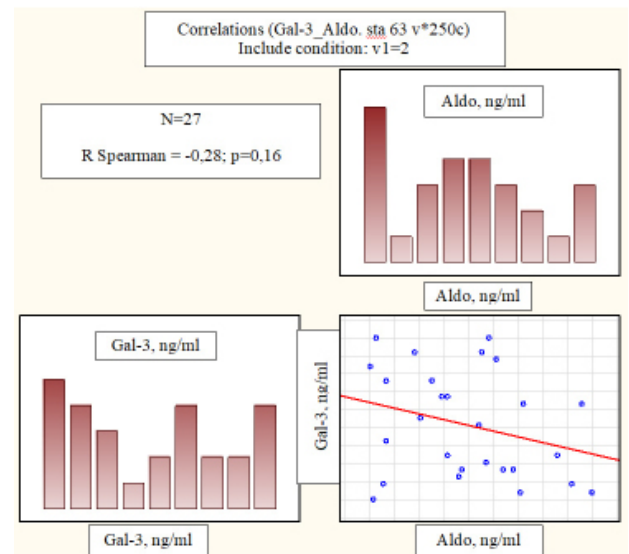 Correlations (Gal-3_Aldo. sta 63 v*250c)
Include condition: v1=2
N=27
R Spearman = -0,28; p=0,16
Aldo, ng/ml
Aldo, ng/ml
Gal-3, ng/ml
Gal-3, ng/ml
Gal-3, ng/ml
Aldo, ng/ml